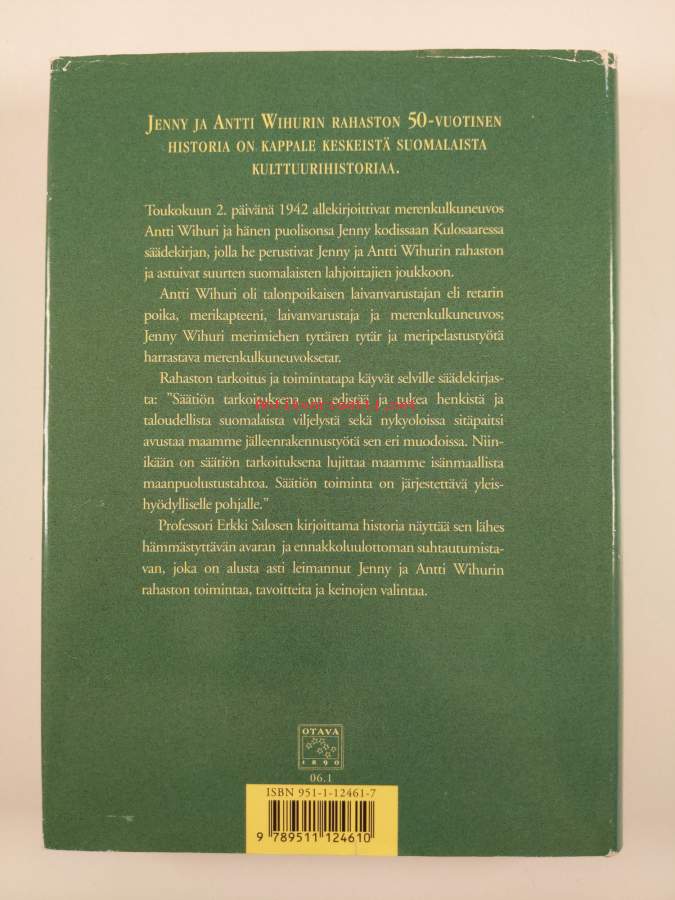 JENNY JA ANTTI WIHURIN RAHASTON 50-VUOTINEN
HISTORIA ON KAPPALE KESKEISTÄ SUOMALAISTA
KULTTUURIHISTORIAA.
Toukokuun 2. päivänä 1942 allekirjoittivat merenkulkuneuvos
Antti Wihuri ja hänen puolisonsa Jenny kodissaan Kulosaaressa
säädekirjan, jolla he perustivat Jenny ja Antti Wihurin rahaston
ja astuivat suurten suomalaisten lahjoittajien joukkoon.
Antti Wihuri oli talonpoikaisen laivanvarustajan eli retarin
poika, merikapteeni, laivanvarustaja ja merenkulkuneuvos;
Jenny Wihuri merimiehen tyttären tytär ja meripelastustyötä
harrastava merenkulkuneuvoksetar.
Rahaston tarkoitus ja toimintatapa käyvät selville säädekirjas-
ta: ”Säätiön tarkoituksena on edistää ja tukea henkistä ja
taloudellista suomalaista viljelystä sekä nykyoloissa sitäpaitsi
avustaa maamme jälleenrakennustyötä sen eri muodoissa. Niin-
ikään on säätiön tarkoituksena lujittaa maamme isänmaallista
maanpuolustustahtoa. Säätiön toiminta on järjestettävä yleis-
hyödylliselle pohjalle.”
Professori Erkki Salosen kirjoittama historia näyttää sen lähes
hämmästyttävän avaran ja ennakkoluulottoman suhtautumista-
van, joka on alusta asti leimannut Jenny ja Antti Wihurin
rahaston toimintaa, tavoitteita ja keinojen valintaa.
OTAVA
1890
06.1
ISBN 951-1-12461-7
9 789511 124610